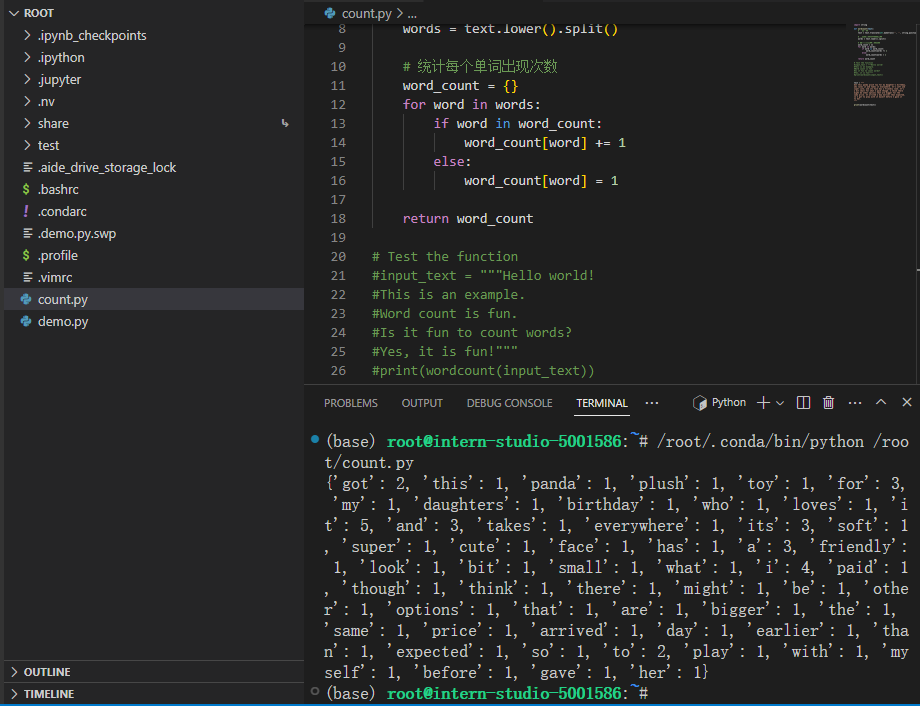 ROOT
.ipynb_checkpoints
.ipython
.jupyter
.nv
share
test
.aide_drive_storage_lock
$ .bashrc
! .condarc
.demo.py.swp
$ .profile
.vimrc
count.py
demo.py
OUTLINE
TIMELINE
count.py > ...
8 words = text.lower().split()
9
10 # 统计每个单词出现次数
11 word_count = {}
12 for word in words:
13 if word in word_count:
14 word_count[word] += 1
15 else:
16 word_count[word] = 1
17
18 return word_count
19
20 # Test the function
21 #input_text = """Hello world!
22 #This is an example.
23 #Word count is fun.
24 #Is it fun to count words?
25 #Yes, it is fun!"""
26 #print(wordcount(input_text))
PROBLEMS OUTPUT DEBUG CONSOLE TERMINAL ... Python ...
(base) root@intern-studio-5001586:~# /root/.conda/bin/python /roo
t/count.py
{'got': 2, 'this': 1, 'panda': 1, 'plush': 1, 'toy': 1, 'for': 3,
'my': 1, 'daughters': 1, 'birthday': 1, 'who': 1, 'loves': 1, 'i
t': 5, 'and': 3, 'takes': 1, 'everywhere': 1, 'its': 3, 'soft': 1
, 'super': 1, 'cute': 1, 'face': 1, 'has': 1, 'a': 3, 'friendly':
1, 'look': 1, 'bit': 1, 'small': 1, 'what': 1, 'i': 4, 'paid': 1
, 'though': 1, 'think': 1, 'there': 1, 'might': 1, 'be': 1, 'othe
r': 1, 'options': 1, 'that': 1, 'are': 1, 'bigger': 1, 'the': 1,
'same': 1, 'price': 1, 'arrived': 1, 'day': 1, 'earlier': 1, 'tha
n': 1, 'expected': 1, 'so': 1, 'to': 2, 'play': 1, 'with': 1, 'my
self': 1, 'before': 1, 'gave': 1, 'her': 1}
(base) root@intern-studio-5001586:~#